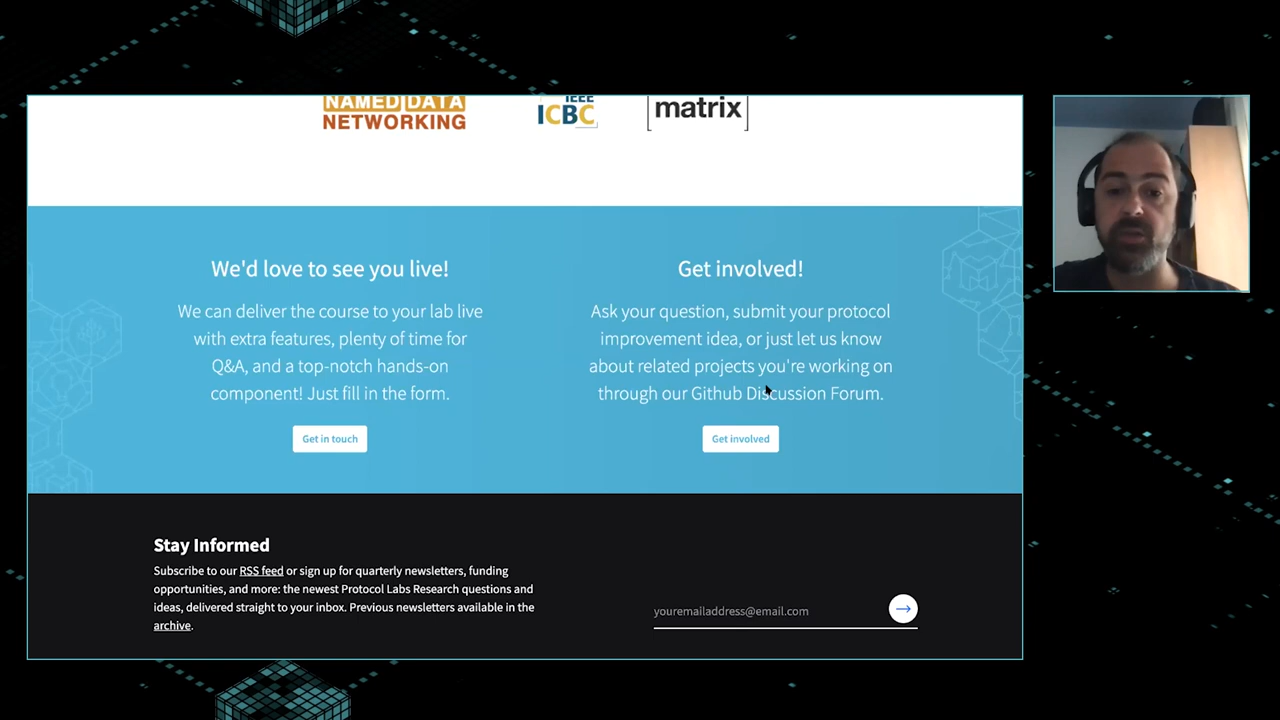 NAMED DATA
NETWORKING
IEEE
ICBC
[matrix]
We'd love to see you live!
We can deliver the course to your lab live
with extra features, plenty of time for
Q&A, and a top-notch hands-on
component! Just fill in the form.
Get in touch
Get involved!
Ask your question, submit your protocol
improvement idea, or just let us know
about related projects you're working on
through our Github Discussion Forum.
Get involved
Stay Informed
Subscribe to our RSS feed or sign up for quarterly newsletters, funding
opportunities, and more: the newest Protocol Labs Research questions and
ideas, delivered straight to your inbox. Previous newsletters available in the
archive.
youremailaddress@email.com